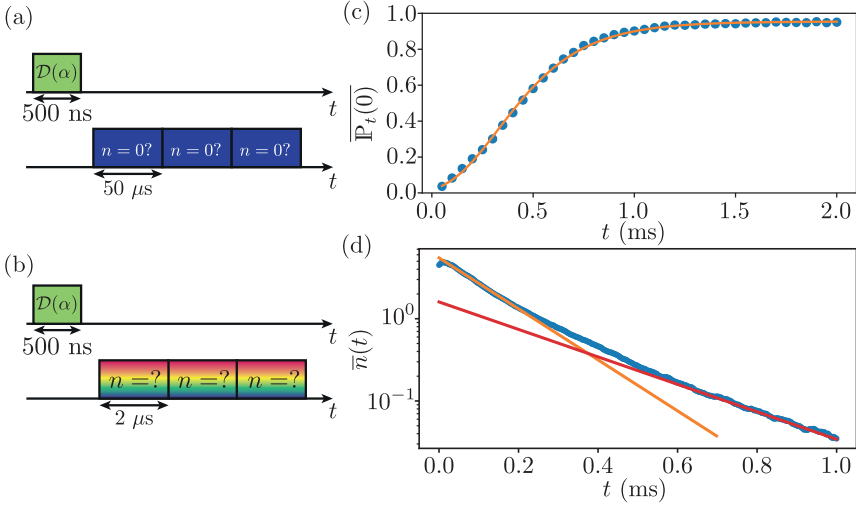 (a)
𝒟(α)
500 ns
t
n = 0? n = 0? n = 0?
50 μs
t
(b)
𝒟(α)
500 ns
t
n =? n =? n =?
2 μs
t
(c)
1.0
0.8
0.6
0.4
0.2
0.0
ℙ̅ₜ(0)
0.0 0.5 1.0 1.5 2.0
t (ms)
(d)
10⁰
10⁻¹
n̅(t)
0.0 0.2 0.4 0.6 0.8 1.0
t (ms)